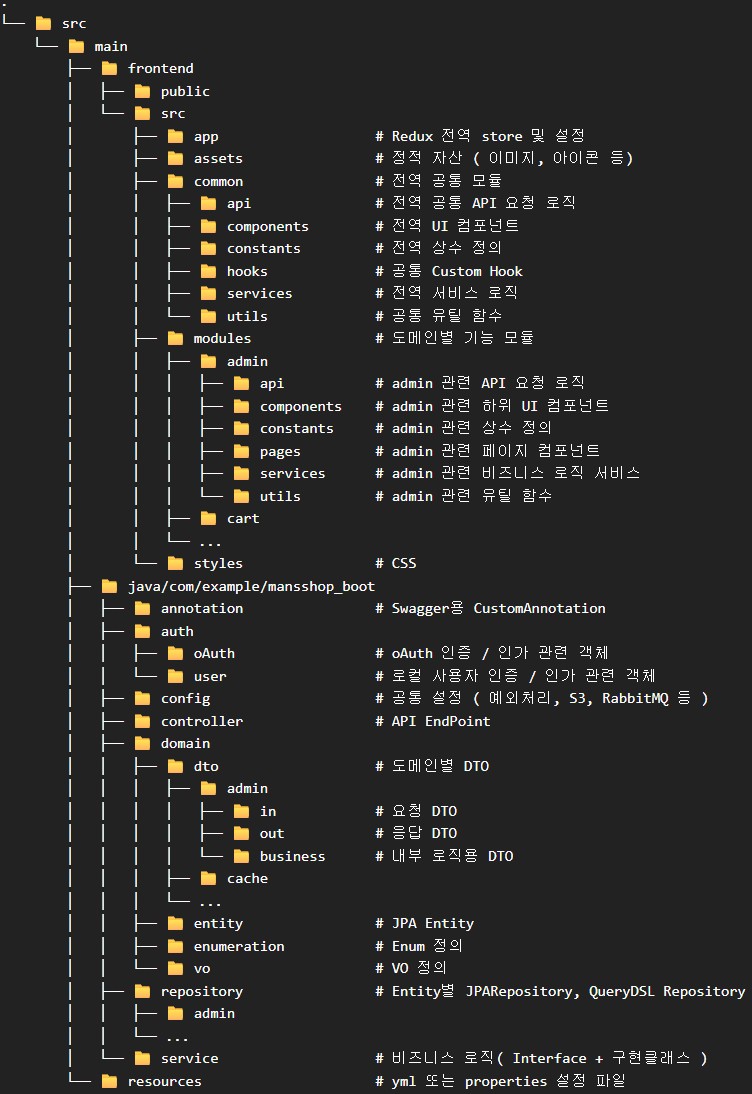 .
└── 📁 src
    └── 📁 main
        ├── 📁 frontend
        │   ├── 📁 public
        │   └── 📁 src
        │       ├── 📁 app                # Redux 전역 store 및 설정
        │       ├── 📁 assets             # 정적 자산 ( 이미지, 아이콘 등)
        │       ├── 📁 common             # 전역 공통 모듈
        │       │   ├── 📁 api            # 전역 공통 API 요청 로직
        │       │   ├── 📁 components     # 전역 UI 컴포넌트
        │       │   ├── 📁 constants      # 전역 상수 정의
        │       │   ├── 📁 hooks          # 공통 Custom Hook
        │       │   ├── 📁 services       # 전역 서비스 로직
        │       │   └── 📁 utils          # 공통 유틸 함수
        │       ├── 📁 modules            # 도메인별 기능 모듈
        │       │   ├── 📁 admin
        │       │   │   ├── 📁 api        # admin 관련 API 요청 로직
        │       │   │   ├── 📁 components # admin 관련 하위 UI 컴포넌트
        │       │   │   ├── 📁 constants  # admin 관련 상수 정의
        │       │   │   ├── 📁 pages      # admin 관련 페이지 컴포넌트
        │       │   │   ├── 📁 services   # admin 관련 비즈니스 로직 서비스
        │       │   │   └── 📁 utils      # admin 관련 유틸 함수
        │       │   ├── 📁 cart
        │       │   └── ...
        │       └── 📁 styles             # CSS
        ├── 📁 java/com/example/mansshop_boot
        │   ├── 📁 annotation             # Swagger용 CustomAnnotation
        │   ├── 📁 auth
        │   │   ├── 📁 oAuth              # oAuth 인증 / 인가 관련 객체
        │   │   └── 📁 user               # 로컬 사용자 인증 / 인가 관련 객체
        │   ├── 📁 config                 # 공통 설정 ( 예외처리, S3, RabbitMQ 등 )
        │   ├── 📁 controller             # API EndPoint
        │   ├── 📁 domain
        │   │   ├── 📁 dto                # 도메인별 DTO
        │   │   │   ├── 📁 admin
        │   │   │   │   ├── 📁 in         # 요청 DTO
        │   │   │   │   ├── 📁 out        # 응답 DTO
        │   │   │   │   └── 📁 business   # 내부 로직용 DTO
        │   │   │   ├── 📁 cache
        │   │   │   └── ...
        │   │   ├── 📁 entity             # JPA Entity
        │   │   ├── 📁 enumeration        # Enum 정의
        │   │   └── 📁 vo                 # VO 정의
        │   ├── 📁 repository             # Entity별 JPARepository, QueryDSL Repository
        │   │   ├── 📁 admin
        │   │   └── ...
        │   └── 📁 service                # 비즈니스 로직( Interface + 구현클래스 )
        └── 📁 resources                  # yml 또는 properties 설정 파일